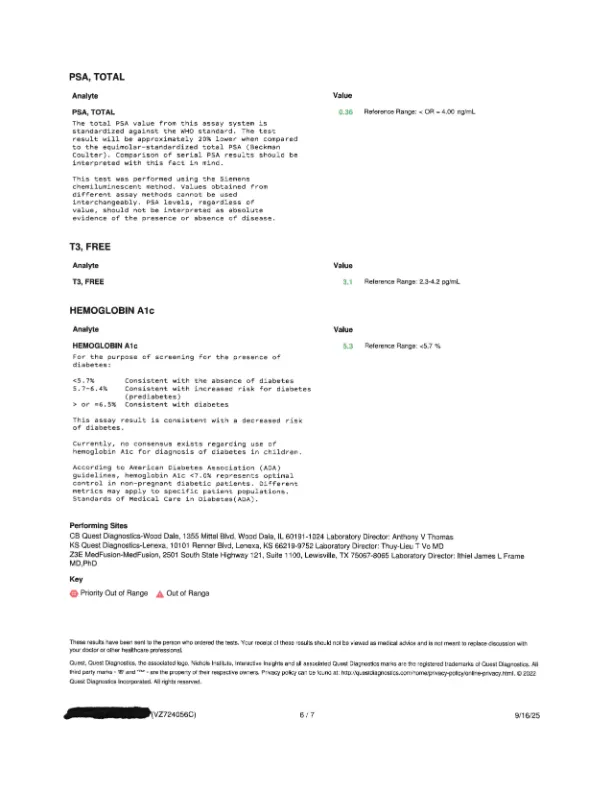 PSA, TOTAL
Analyte Value
PSA, TOTAL 0.36 Reference Range: < OR = 4.00 ng/mL
The total PSA value from this assay system is
standardized against the WHO standard. The test
result will be approximately 20% lower when compared
to the equimolar-standardized total PSA (Beckman
Coulter). Comparison of serial PSA results should be
interpreted with this fact in mind.
This test was performed using the Siemens
chemiluminescent method. Values obtained from
different assay methods cannot be used
interchangeably. PSA levels, regardless of
value, should not be interpreted as absolute
evidence of the presence or absence of disease.
T3, FREE
Analyte Value
T3, FREE 3.1 Reference Range: 2.3-4.2 pg/mL
HEMOGLOBIN A1c
Analyte Value
HEMOGLOBIN A1c 5.3 Reference Range: <5.7 %
For the purpose of screening for the presence of
diabetes:
<5.7% Consistent with the absence of diabetes
5.7-6.4% Consistent with increased risk for diabetes
(prediabetes)
> or =6.5% Consistent with diabetes
This assay result is consistent with a decreased risk
of diabetes.
Currently, no consensus exists regarding use of
hemoglobin A1c for diagnosis of diabetes in children.
According to American Diabetes Association (ADA)
guidelines, hemoglobin A1c <7.0% represents optimal
control in non-pregnant diabetic patients. Different
metrics may apply to specific patient populations.
Standards of Medical Care in Diabetes(ADA).
Performing Sites
CB Quest Diagnostics-Wood Dale, 1355 Mittel Blvd, Wood Dale, IL 60191-1024 Laboratory Director: Anthony V Thomas
KS Quest Diagnostics-Lenexa, 10101 Renner Blvd, Lenexa, KS 66219-9752 Laboratory Director: Thuy-Lieu T Vo MD
Z3E MedFusion-MedFusion, 2501 South State Highway 121, Suite 1100, Lewisville, TX 75067-8065 Laboratory Director: Ithiel James L Frame
MD,PhD
Key
Priority Out of Range Out of Range
These results have been sent to the person who ordered the tests. Your receipt of these results should not be viewed as medical advice and is not meant to replace discussion with
your doctor or other healthcare professional.
Quest, Quest Diagnostics, the associated logo, Nichols Institute, Interactive Insights and all associated Quest Diagnostics marks are the registered trademarks of Quest Diagnostics. All
third party marks - '®' and '™' - are the property of their respective owners. Privacy policy can be found at: http://questdiagnostics.com/home/privacy-policy/online-privacy.html. © 2022
Quest Diagnostics Incorporated. All rights reserved.
(VZ724056C) 6 / 7 9/16/25